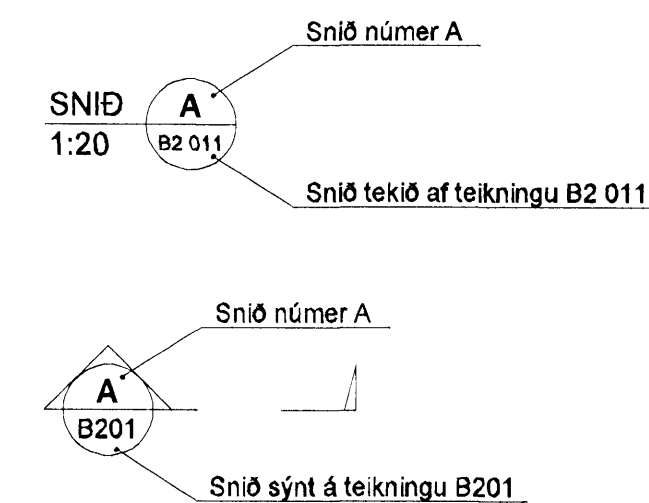 Snið númer A
SNIÐ
A
1:20
B2 011
Snið tekið af teikningu B2 011
Snið númer A
A
B201
Snið sýnt á teikningu B201